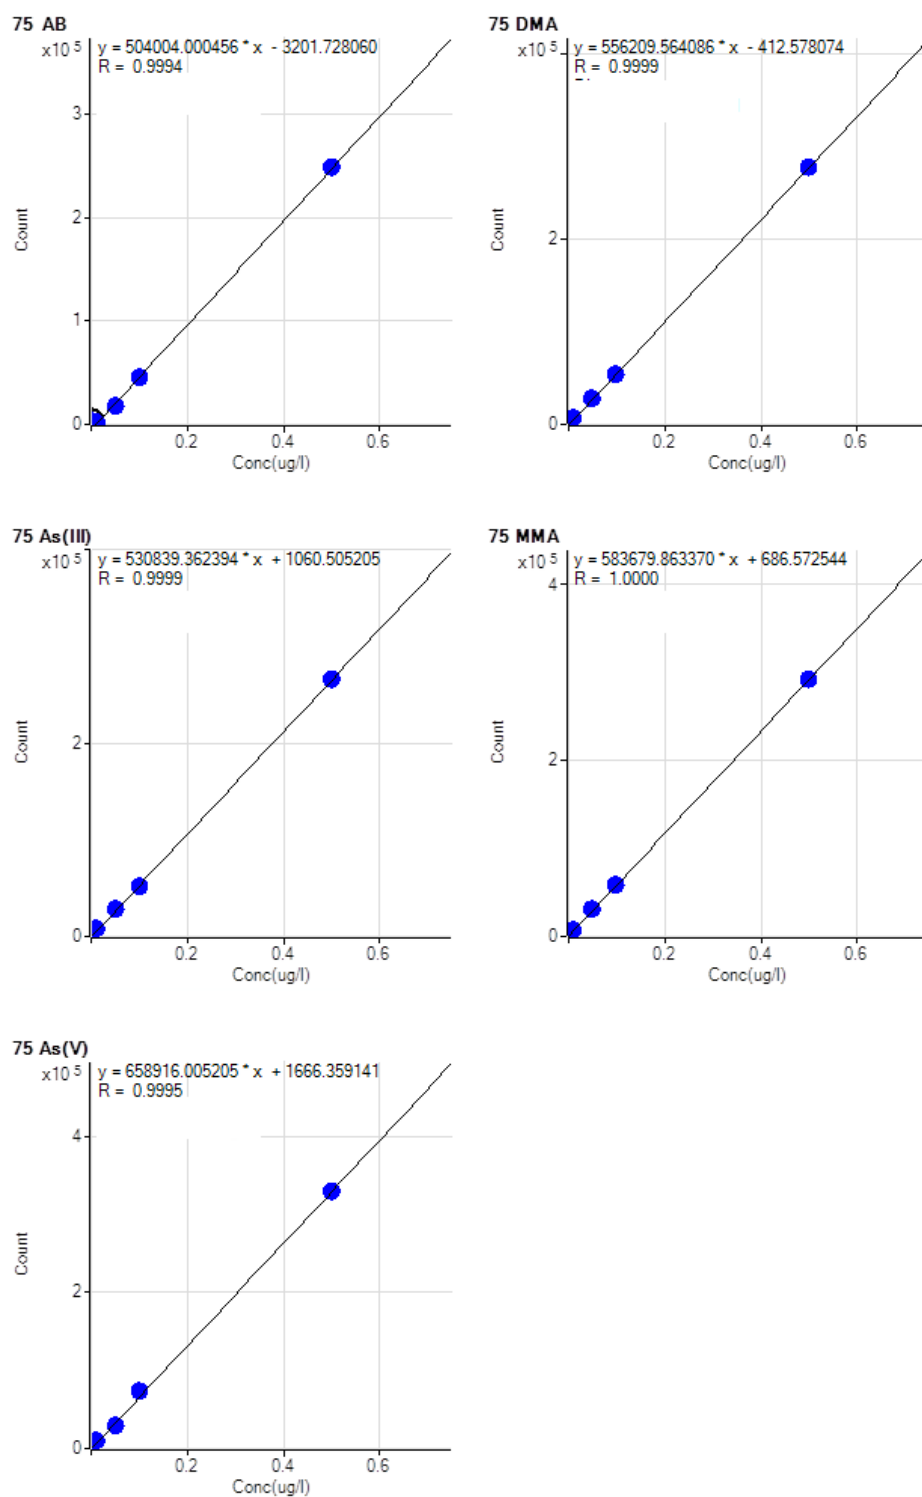 75 AB
x10 5
y = 504004.000456 * x - 3201.728060
R = 0.9994
3
2
1
0
Count
0.2 0.4 0.6
Conc(ug/l)
75 DMA
x10 5
y = 556209.564086 * x - 412.578074
R = 0.9999
2
0
Count
0.2 0.4 0.6
Conc(ug/l)
75 As(III)
x10 5
y = 530839.362394 * x + 1060.505205
R = 0.9999
2
0
Count
0.2 0.4 0.6
Conc(ug/l)
75 MMA
x10 5
y = 583679.863370 * x + 686.572544
R = 1.0000
4
2
0
Count
0.2 0.4 0.6
Conc(ug/l)
75 As(V)
x10 5
y = 658916.005205 * x + 1666.359141
R = 0.9995
4
2
0
Count
0.2 0.4 0.6
Conc(ug/l)